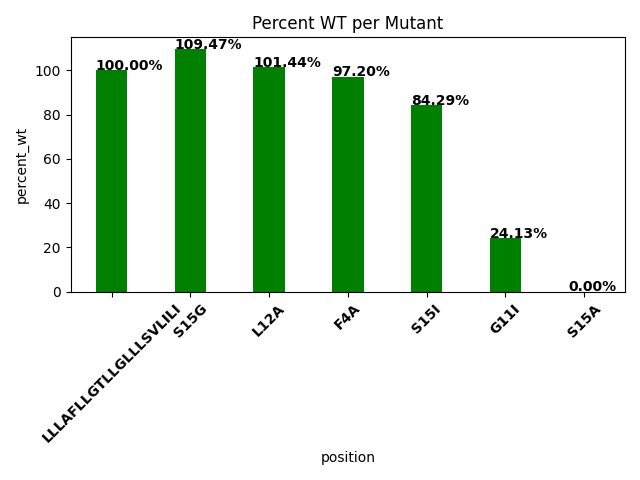 Percent WT per Mutant
percent_wt
100
80
60
40
20
0
100.00%
109.47%
101.44%
97.20%
84.29%
24.13%
0.00%
LLLAFLLGTLLGLLLSVLILI
S15G
L12A
F4A
S15I
G11I
S15A
position